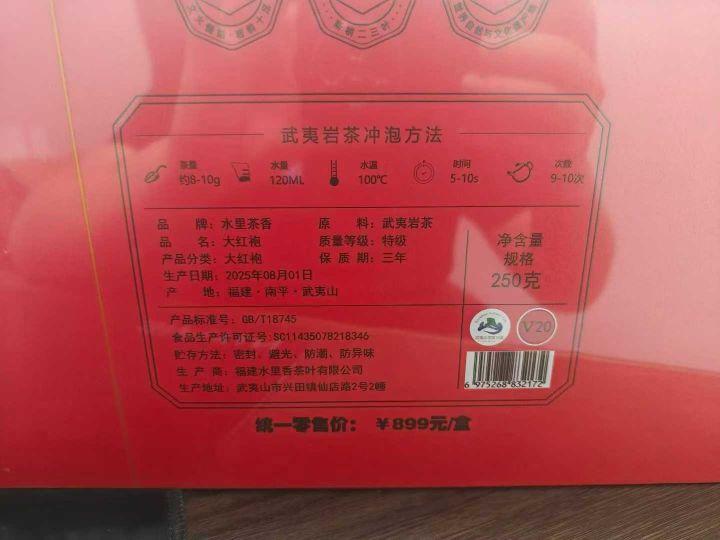 武夷岩茶冲泡方法
茶量 水量 水温 时间 次数
约8-10g 120ML 100℃ 5-10s 9-10次
品 牌：水里茶香 原 料：武夷岩茶
品 名：大红袍 质量等级：特级
产品分类：大红袍 保 质 期：三年
生产日期：2025年08月01日
产 地：福建·南平·武夷山
净含量
规格
250克
产品标准号：GB/T18745
食品生产许可证号：SC11435078218346
贮存方法：密封、避光、防潮、防异味
生 产 商：福建水里香茶叶有限公司
生产地址：武夷山市兴田镇仙店路2号2幢
V20
6 975268 832172
统一零售价：￥899元/盒